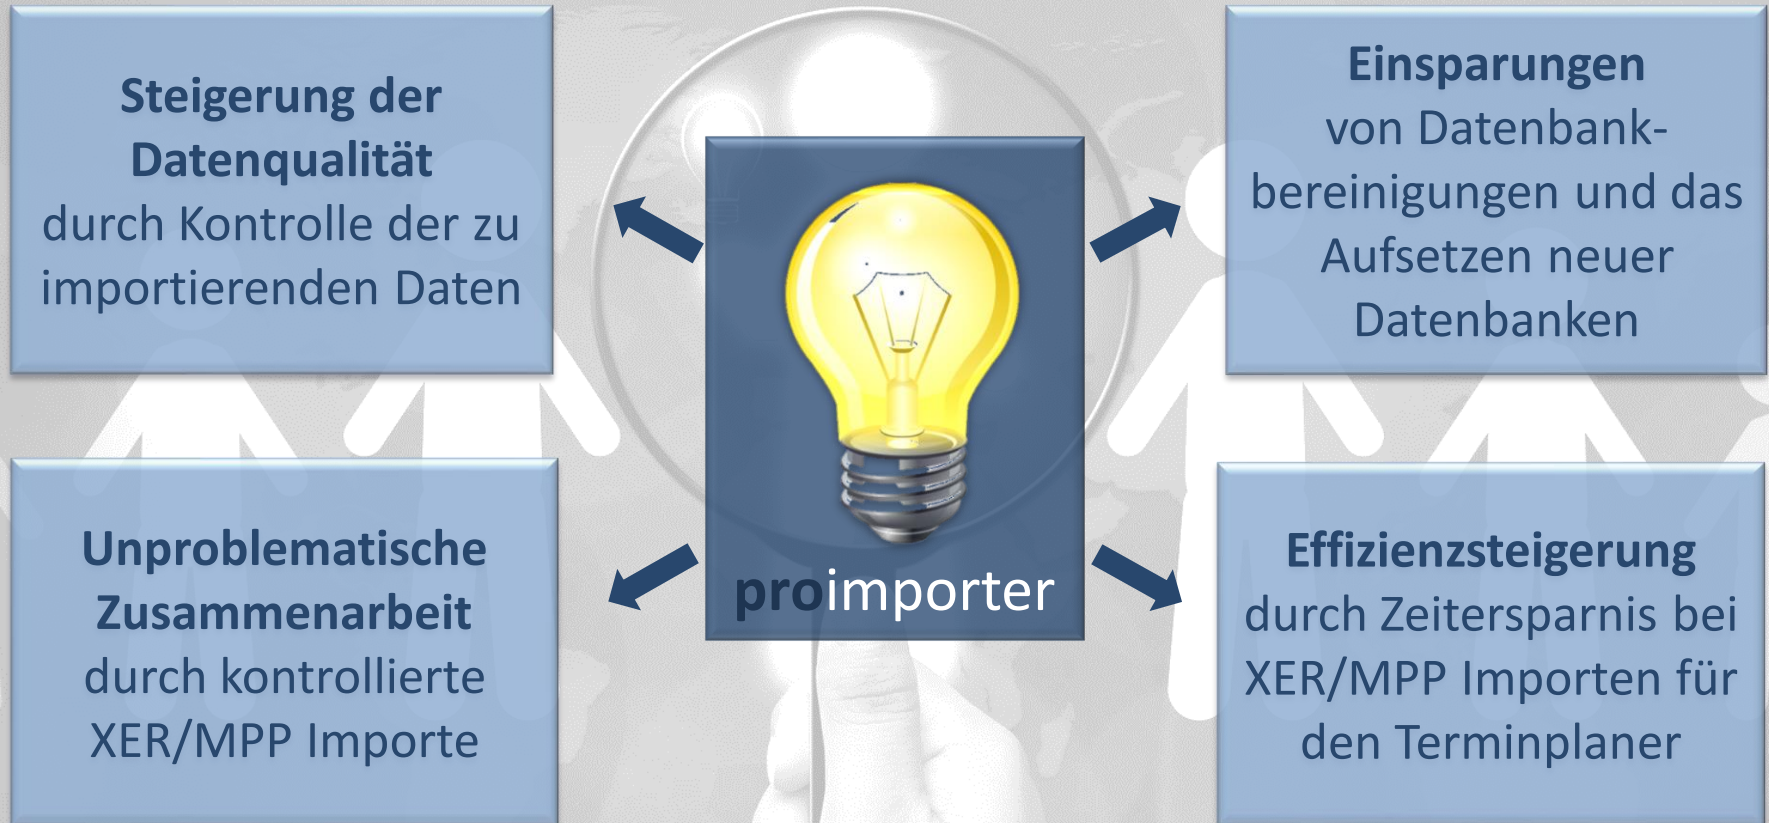 Steigerung der
Datenqualität
durch Kontrolle der zu
importierenden Daten
Einsparungen
von Datenbank-
bereinigungen und das
Aufsetzen neuer
Datenbanken
proimporter
Unproblematische
Zusammenarbeit
durch kontrollierte
XER/MPP Importe
Effizienzsteigerung
durch Zeitersparnis bei
XER/MPP Importen für
den Terminplaner